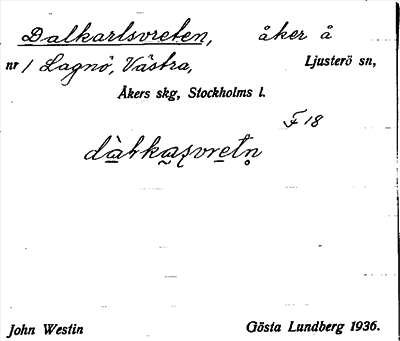 Dalkarlsvreten, åker å
nr 1 Lagnö, Västra, Ljusterö sn,
Åkers skg, Stockholms l.
F 18
John Westin Gösta Lundberg 1936.